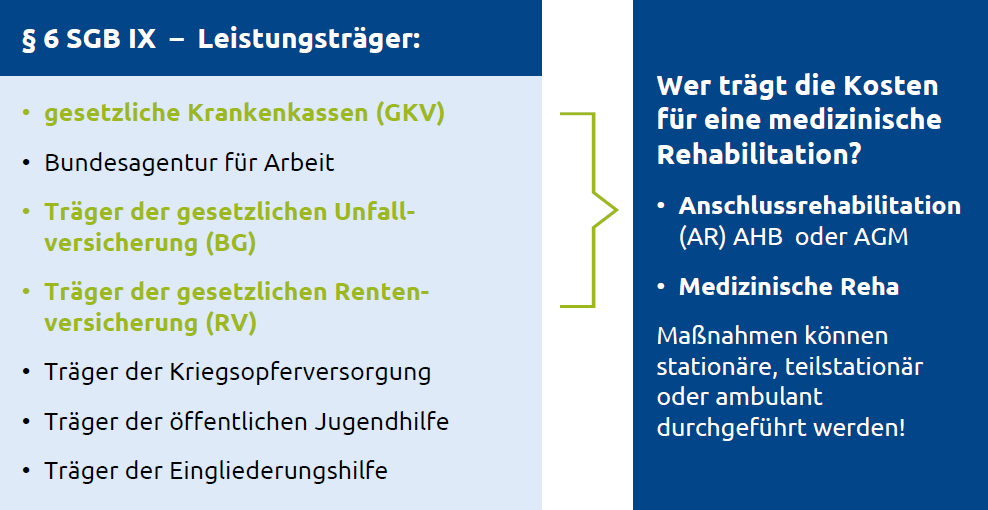 § 6 SGB IX – Leistungsträger:
• gesetzliche Krankenkassen (GKV)
• Bundesagentur für Arbeit
• Träger der gesetzlichen Unfall-
versicherung (BG)
• Träger der gesetzlichen Renten-
versicherung (RV)
• Träger der Kriegsopferversorgung
• Träger der öffentlichen Jugendhilfe
• Träger der Eingliederungshilfe
Wer trägt die Kosten
für eine medizinische
Rehabilitation?
• Anschlussrehabilitation
(AR) AHB oder AGM
• Medizinische Reha
Maßnahmen können
stationäre, teilstationär
oder ambulant
durchgeführt werden!